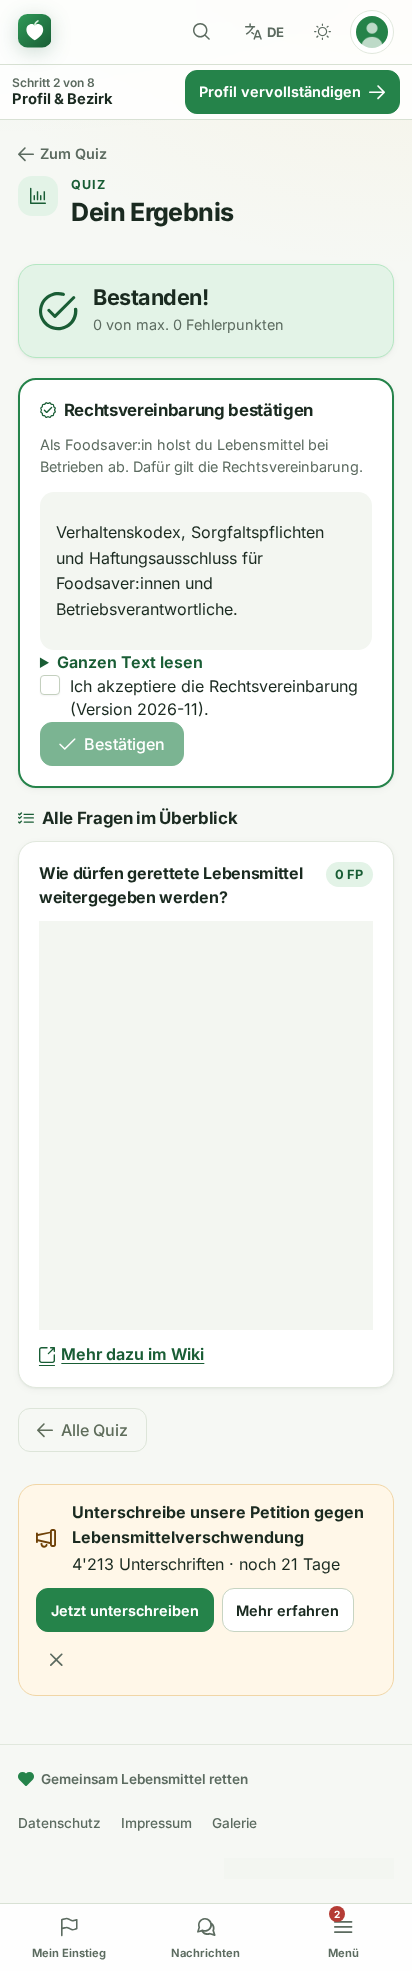 DE
Schritt 2 von 8
Profil & Bezirk
Profil vervollständigen
Zum Quiz
QUIZ
Dein Ergebnis
Bestanden!
0 von max. 0 Fehlerpunkten
Rechtsvereinbarung bestätigen
Als Foodsaver:in holst du Lebensmittel bei
Betrieben ab. Dafür gilt die Rechtsvereinbarung.
Verhaltenskodex, Sorgfaltspflichten
und Haftungsausschluss für
Foodsaver:innen und
Betriebsverantwortliche.
Ganzen Text lesen
Ich akzeptiere die Rechtsvereinbarung
(Version 2026-11).
Bestätigen
Alle Fragen im Überblick
Wie dürfen gerettete Lebensmittel
weitergegeben werden?
0 FP
Mehr dazu im Wiki
Alle Quiz
Unterschreibe unsere Petition gegen
Lebensmittelverschwendung
4'213 Unterschriften · noch 21 Tage
Jetzt unterschreiben
Mehr erfahren
Gemeinsam Lebensmittel retten
Datenschutz Impressum Galerie
2
Mein Einstieg Nachrichten Menü